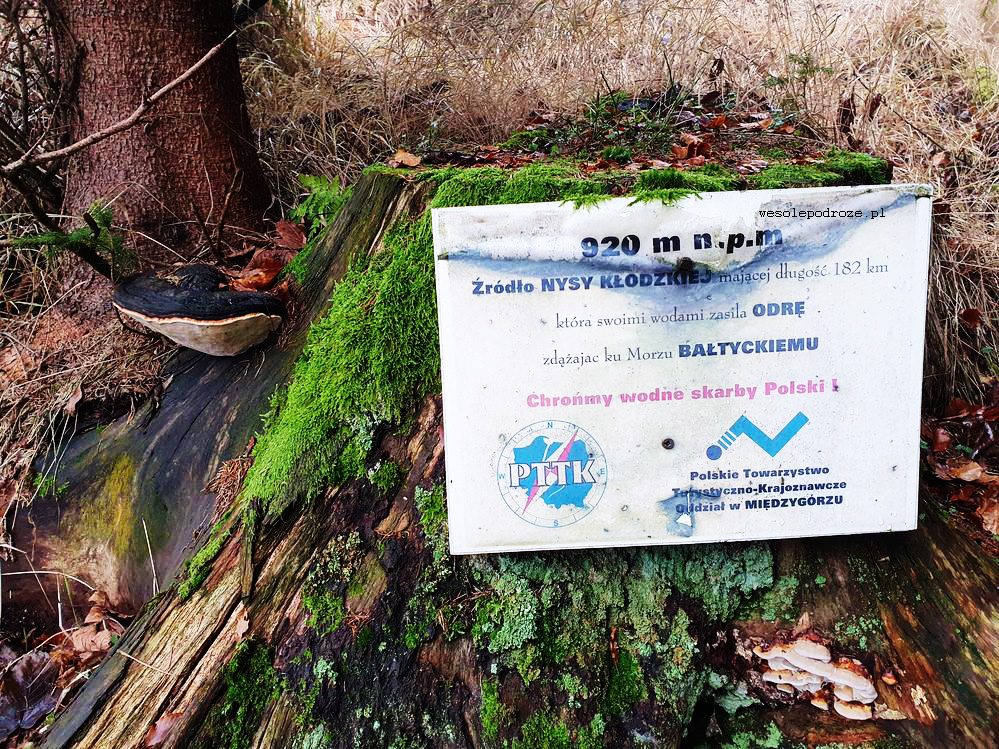 wesolepodroze.pl
920 m n.p.m
Źródło NYSY KŁODZKIEJ mającej długość 182 km
która swoimi wodami zasila ODRĘ
zdążajac ku Morzu BAŁTYCKIEMU
Chrońmy wodne skarby Polski !
PTTK
N
E
S
W
Polskie Towarzystwo
Turystyczno-Krajoznawcze
Oddział w MIĘDZYGÓRZU